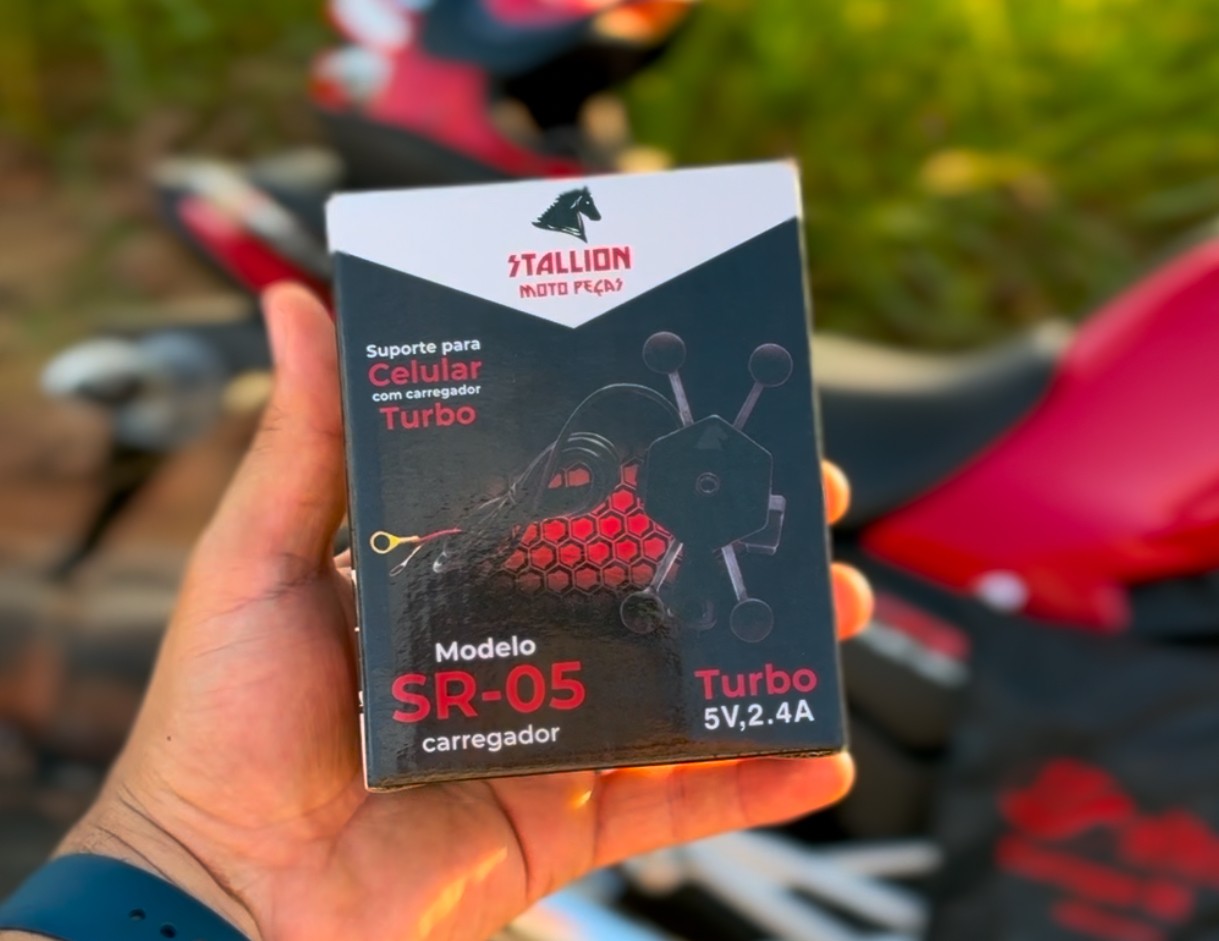 STALLION
MOTO PEÇAS
Suporte para
Celular
com carregador
Turbo
Modelo
SR-05
carregador
Turbo
5V,2.4A